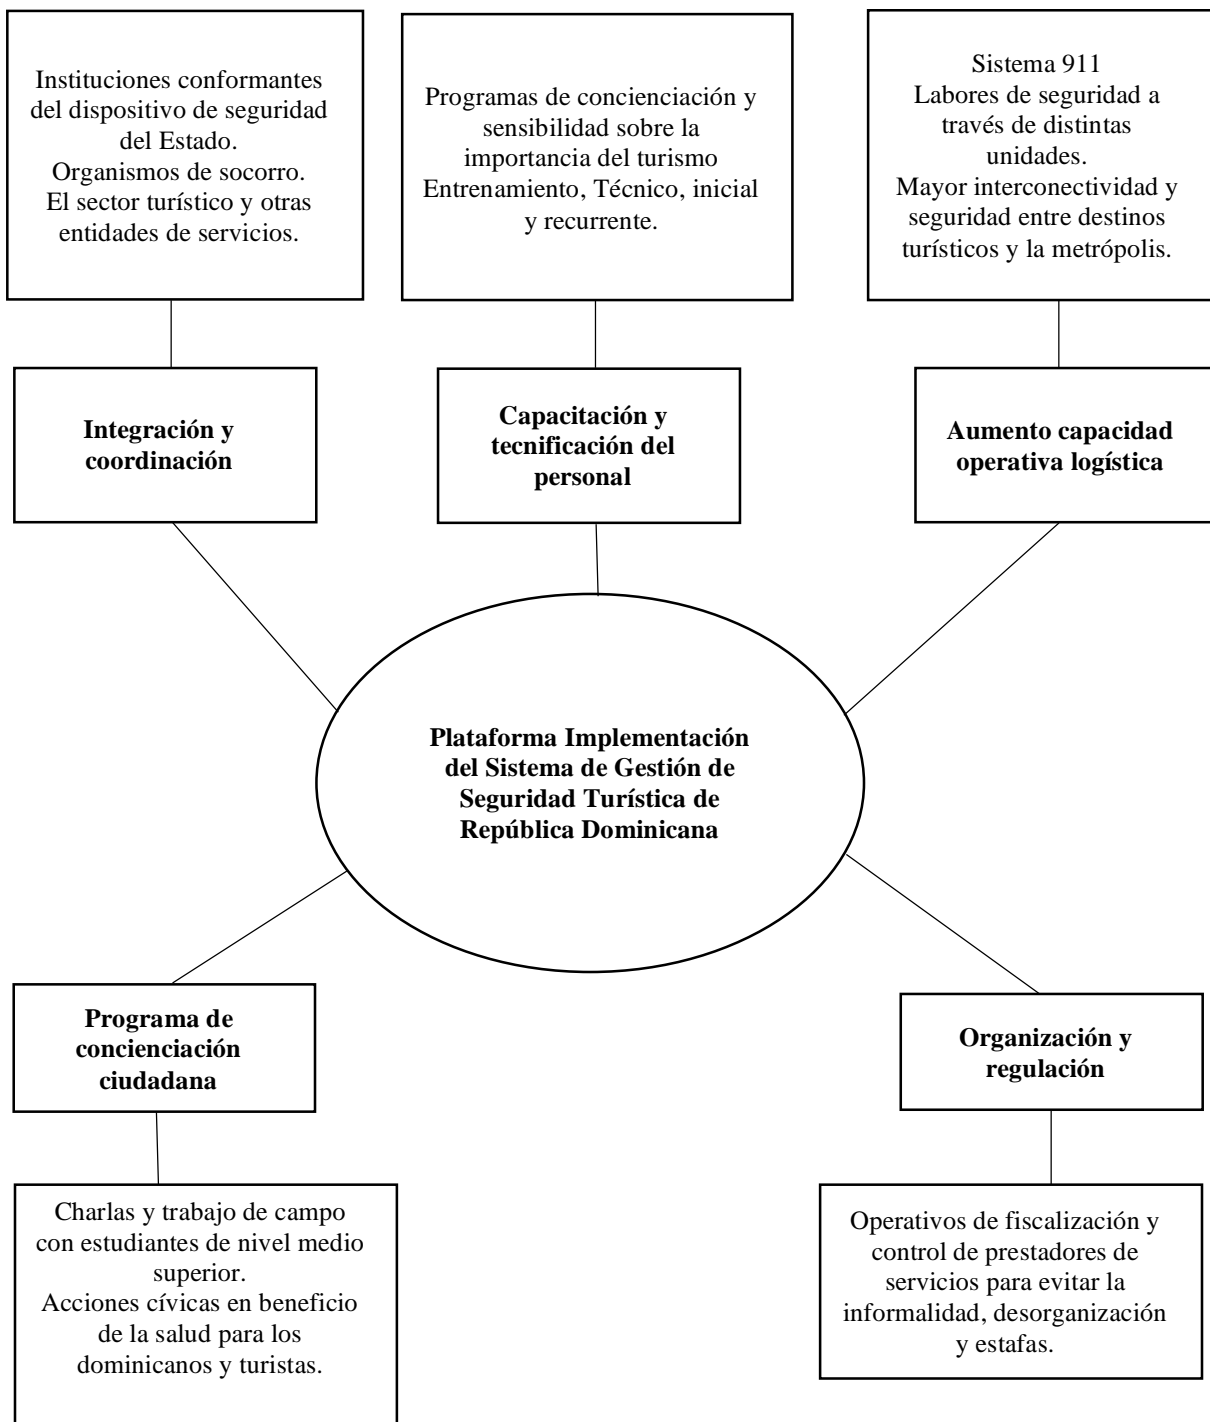 Instituciones conformantes
del dispositivo de seguridad
del Estado.
Organismos de socorro.
El sector turístico y otras
entidades de servicios.
Programas de concienciación y
sensibilidad sobre la
importancia del turismo
Entrenamiento, Técnico, inicial
y recurrente.
Sistema 911
Labores de seguridad a
través de distintas
unidades.
Mayor interconectividad y
seguridad entre destinos
turísticos y la metrópolis.
Integración y
coordinación
Capacitación y
tecnificación del
personal
Aumento capacidad
operativa logística
Plataforma Implementación
del Sistema de Gestión de
Seguridad Turística de
República Dominicana
Programa de
concienciación
ciudadana
Organización y
regulación
Charlas y trabajo de campo
con estudiantes de nivel medio
superior.
Acciones cívicas en beneficio
de la salud para los
dominicanos y turistas.
Operativos de fiscalización y
control de prestadores de
servicios para evitar la
informalidad, desorganización
y estafas.